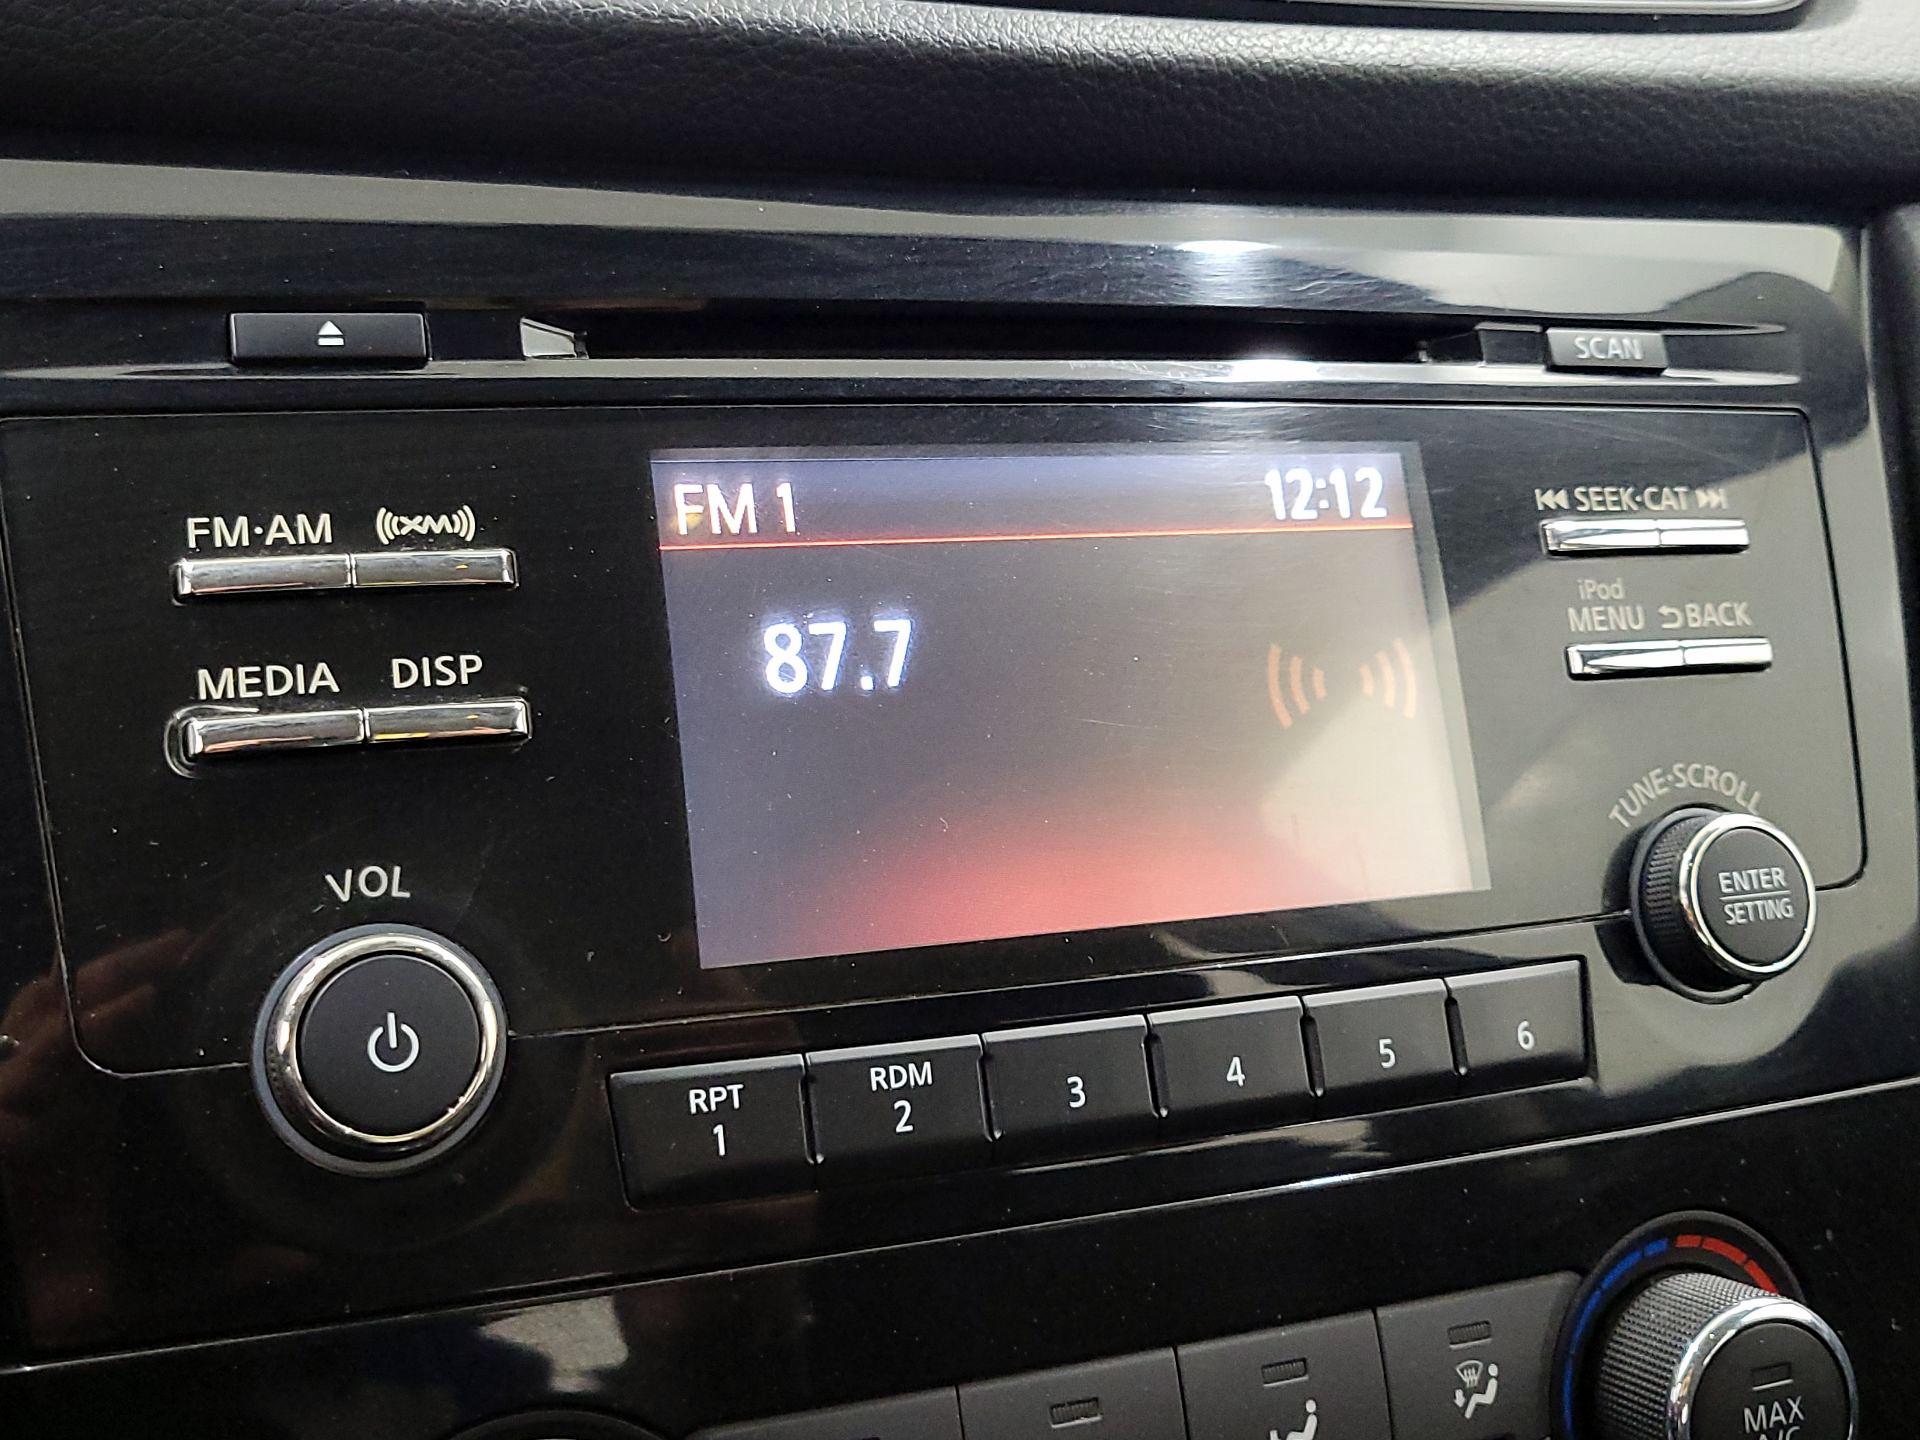 SCAN
FM·AM
XM
FM 1
12:12
SEEK·CAT
87.7
iPod
MENU
BACK
MEDIA
DISP
TUNE·SCROLL
VOL
ENTER
SETTING
RPT
1
RDM
2
3
4
5
6
MAX
A/C